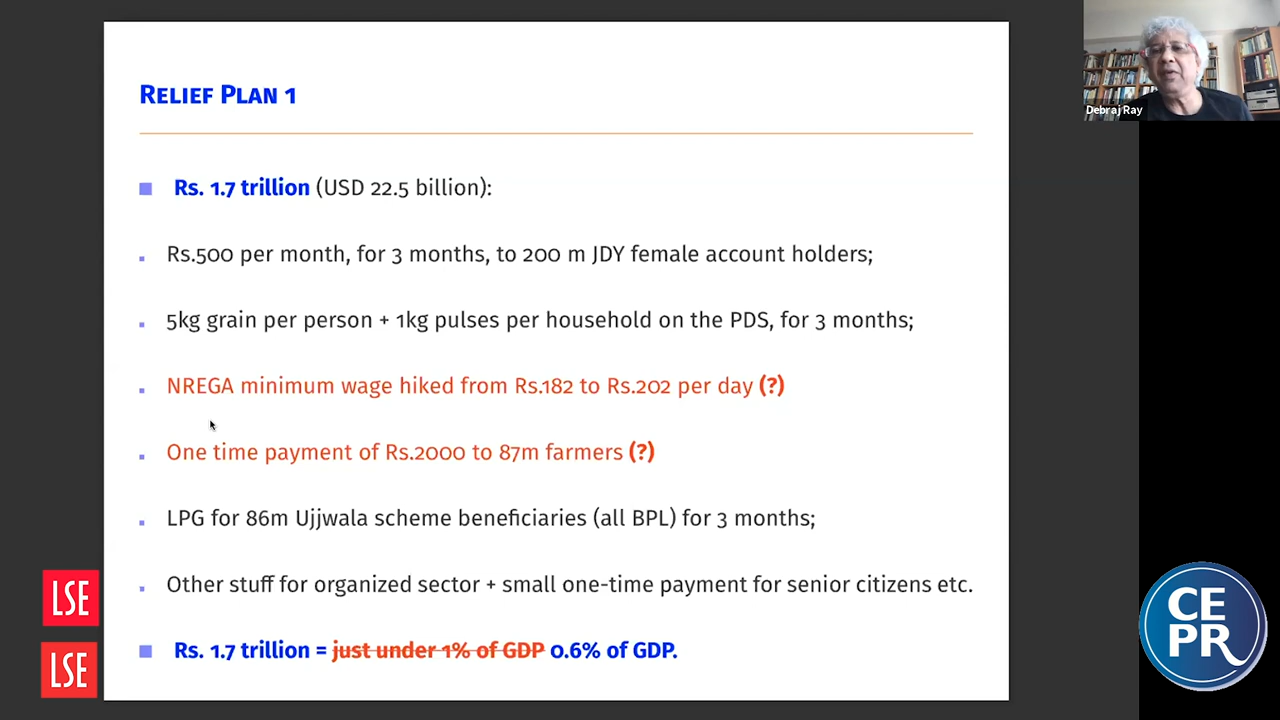 RELIEF PLAN 1
Rs. 1.7 trillion (USD 22.5 billion):
Rs.500 per month, for 3 months, to 200 m JDY female account holders;
5kg grain per person + 1kg pulses per household on the PDS, for 3 months;
NREGA minimum wage hiked from Rs.182 to Rs.202 per day (?)
One time payment of Rs.2000 to 87m farmers (?)
LPG for 86m Ujjwala scheme beneficiaries (all BPL) for 3 months;
Other stuff for organized sector + small one-time payment for senior citizens etc.
Rs. 1.7 trillion = just under 1% of GDP 0.6% of GDP.
Debraj Ray
LSE
LSE
CE
PR